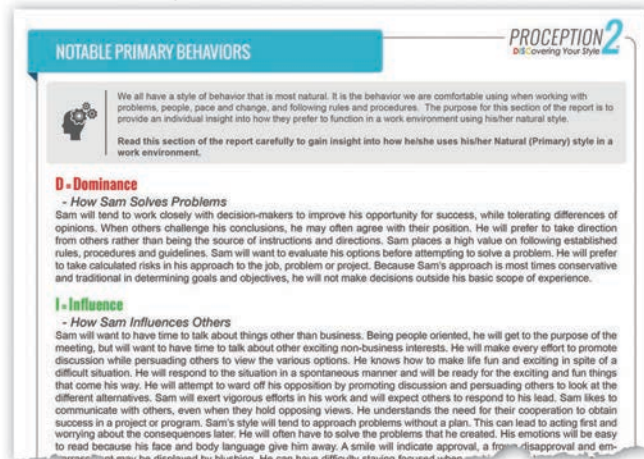 NOTABLE PRIMARY BEHAVIORS
PROCEPTION2
DISCovering Your Style
We all have a style of behavior that is most natural. It is the behavior we are comfortable using when working with
problems, people, pace and change, and following rules and procedures. The purpose for this section of the report is to
provide an individual insight into how they prefer to function in a work environment using his/her natural style.
Read this section of the report carefully to gain insight into how he/she uses his/her Natural (Primary) style in a
work environment.
D = Dominance
- How Sam Solves Problems
Sam will tend to work closely with decision-makers to improve his opportunity for success, while tolerating differences of
opinions. When others challenge his conclusions, he may often agree with their position. He will prefer to take direction
from others rather than being the source of instructions and directions. Sam places a high value on following established
rules, procedures and guidelines. Sam will want to evaluate his options before attempting to solve a problem. He will prefer
to take calculated risks in his approach to the job, problem or project. Because Sam's approach is most times conservative
and traditional in determining goals and objectives, he will not make decisions outside his basic scope of experience.
I = Influence
- How Sam Influences Others
Sam will want to have time to talk about things other than business. Being people oriented, he will get to the purpose of the
meeting, but will want to have time to talk about other exciting non-business interests. He will make every effort to promote
discussion while persuading others to view the various options. He knows how to make life fun and exciting in spite of a
difficult situation. He will respond to the situation in a spontaneous manner and will be ready for the exciting and fun things
that come his way. He will attempt to ward off his opposition by promoting discussion and persuading others to look at the
different alternatives. Sam will exert vigorous efforts in his work and will expect others to respond to his lead. Sam likes to
communicate with others, even when they hold opposing views. He understands the need for their cooperation to obtain
success in a project or program. Sam's style will tend to approach problems without a plan. This can lead to acting first and
worrying about the consequences later. He will often have to solve the problems that he created. His emotions will be easy
to read because his face and body language give him away. A smile will indicate approval, a frown disapproval and em-
may be displayed by blushing. He can have difficulty staying focused when